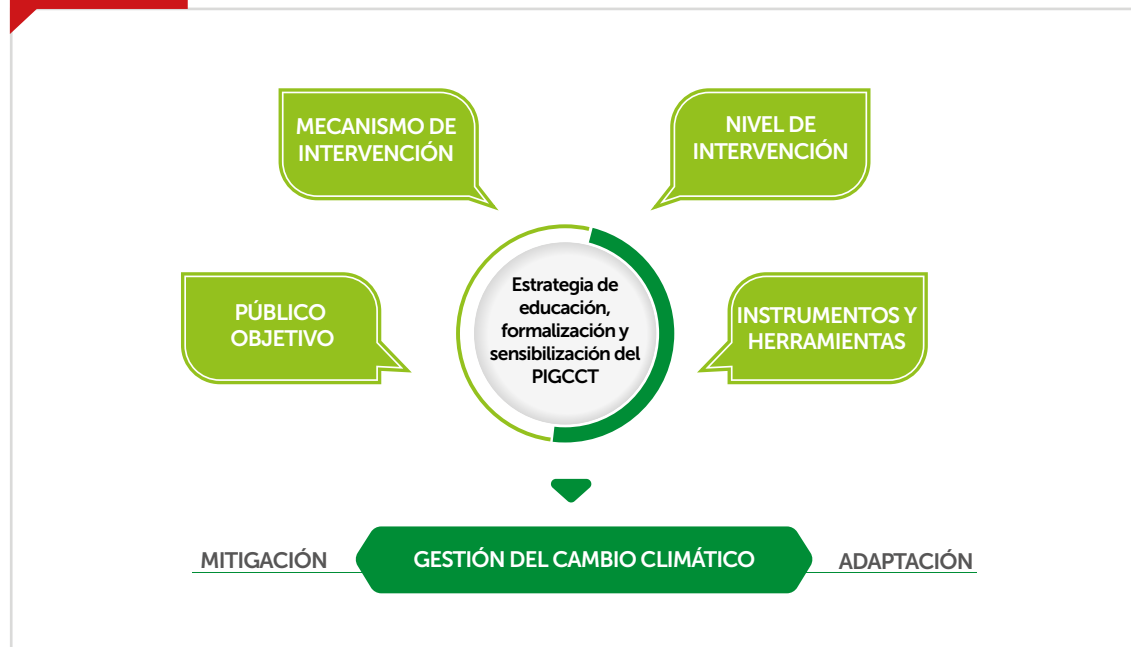 MECANISMO DE
INTERVENCIÓN
NIVEL DE
INTERVENCIÓN
PÚBLICO
OBJETIVO
Estrategia de
educación,
formalización y
sensibilización del
PIGCCT
INSTRUMENTOS Y
HERRAMIENTAS
MITIGACIÓN
GESTIÓN DEL CAMBIO CLIMÁTICO
ADAPTACIÓN